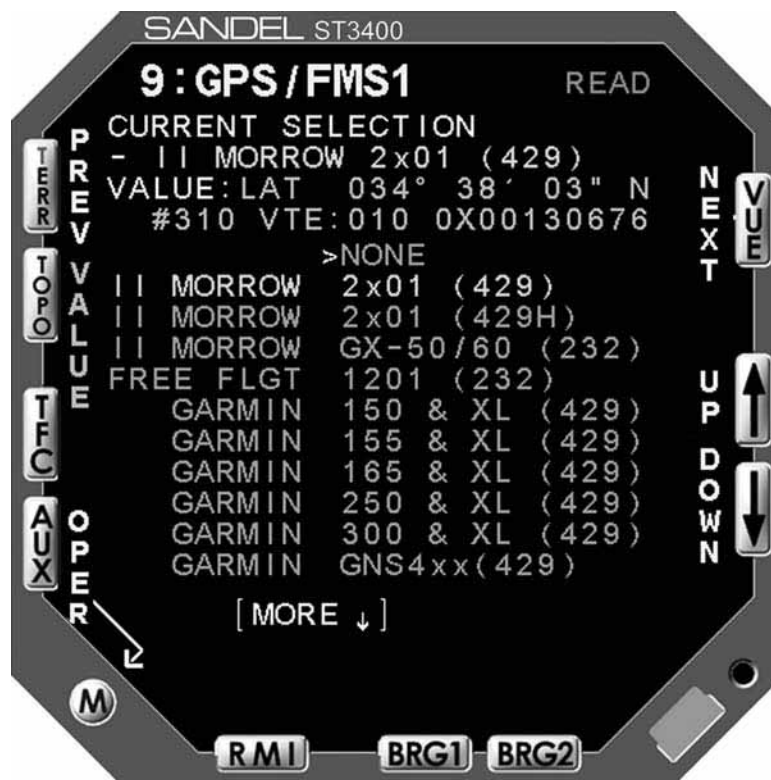 SANDEL ST3400
9:GPS/FMS1 READ
CURRENT SELECTION
- II MORROW 2x01 (429)
VALUE:LAT 034° 38′ 03" N
#310 VTE:010 0X00130676
>NONE
II MORROW 2x01 (429)
II MORROW 2x01 (429H)
II MORROW GX-50/60 (232)
FREE FLGT 1201 (232)
GARMIN 150 & XL (429)
GARMIN 155 & XL (429)
GARMIN 165 & XL (429)
GARMIN 250 & XL (429)
GARMIN 300 & XL (429)
GARMIN GNS4xx(429)
[MORE ↓]
TERR
TOPO
TFC
AUX
PREV VALUE
OPER
M
NEXT
VUE
UP DOWN
RMI
BRG1
BRG2